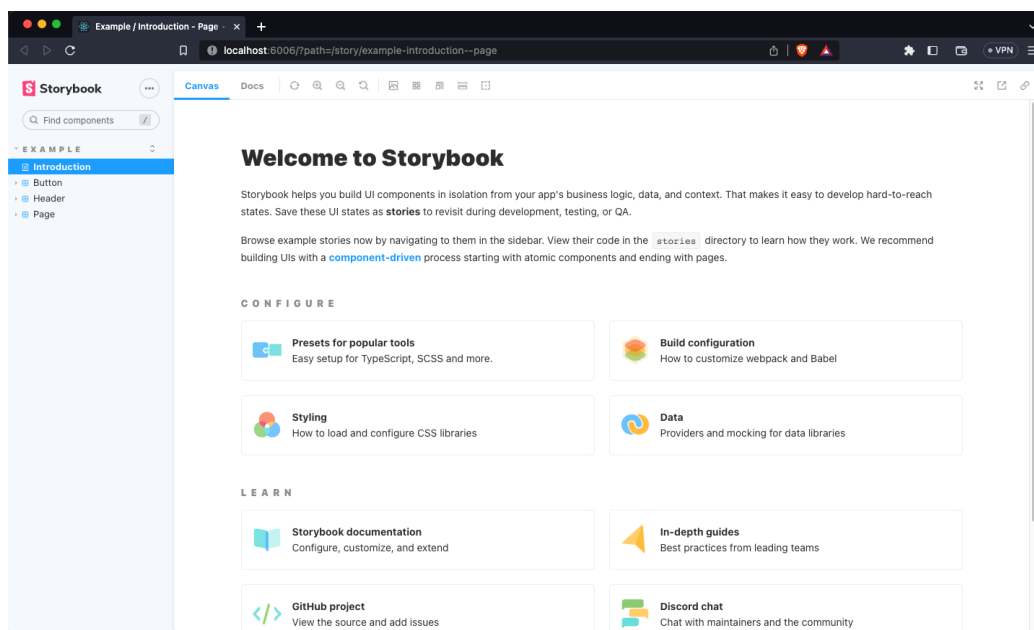 Example / Introduction - Page ·
localhost:6006/?path=/story/example-introduction--page
VPN
S Storybook
Canvas
Docs
Find components
/
EXAMPLE
Introduction
Button
Header
Page
Welcome to Storybook
Storybook helps you build UI components in isolation from your app's business logic, data, and context. That makes it easy to develop hard-to-reach
states. Save these UI states as stories to revisit during development, testing, or QA.
Browse example stories now by navigating to them in the sidebar. View their code in the stories directory to learn how they work. We recommend
building UIs with a component-driven process starting with atomic components and ending with pages.
CONFIGURE
Presets for popular tools
Easy setup for TypeScript, SCSS and more.
Build configuration
How to customize webpack and Babel
Styling
How to load and configure CSS libraries
Data
Providers and mocking for data libraries
LEARN
Storybook documentation
Configure, customize, and extend
In-depth guides
Best practices from leading teams
GitHub project
View the source and add issues
Discord chat
Chat with maintainers and the community